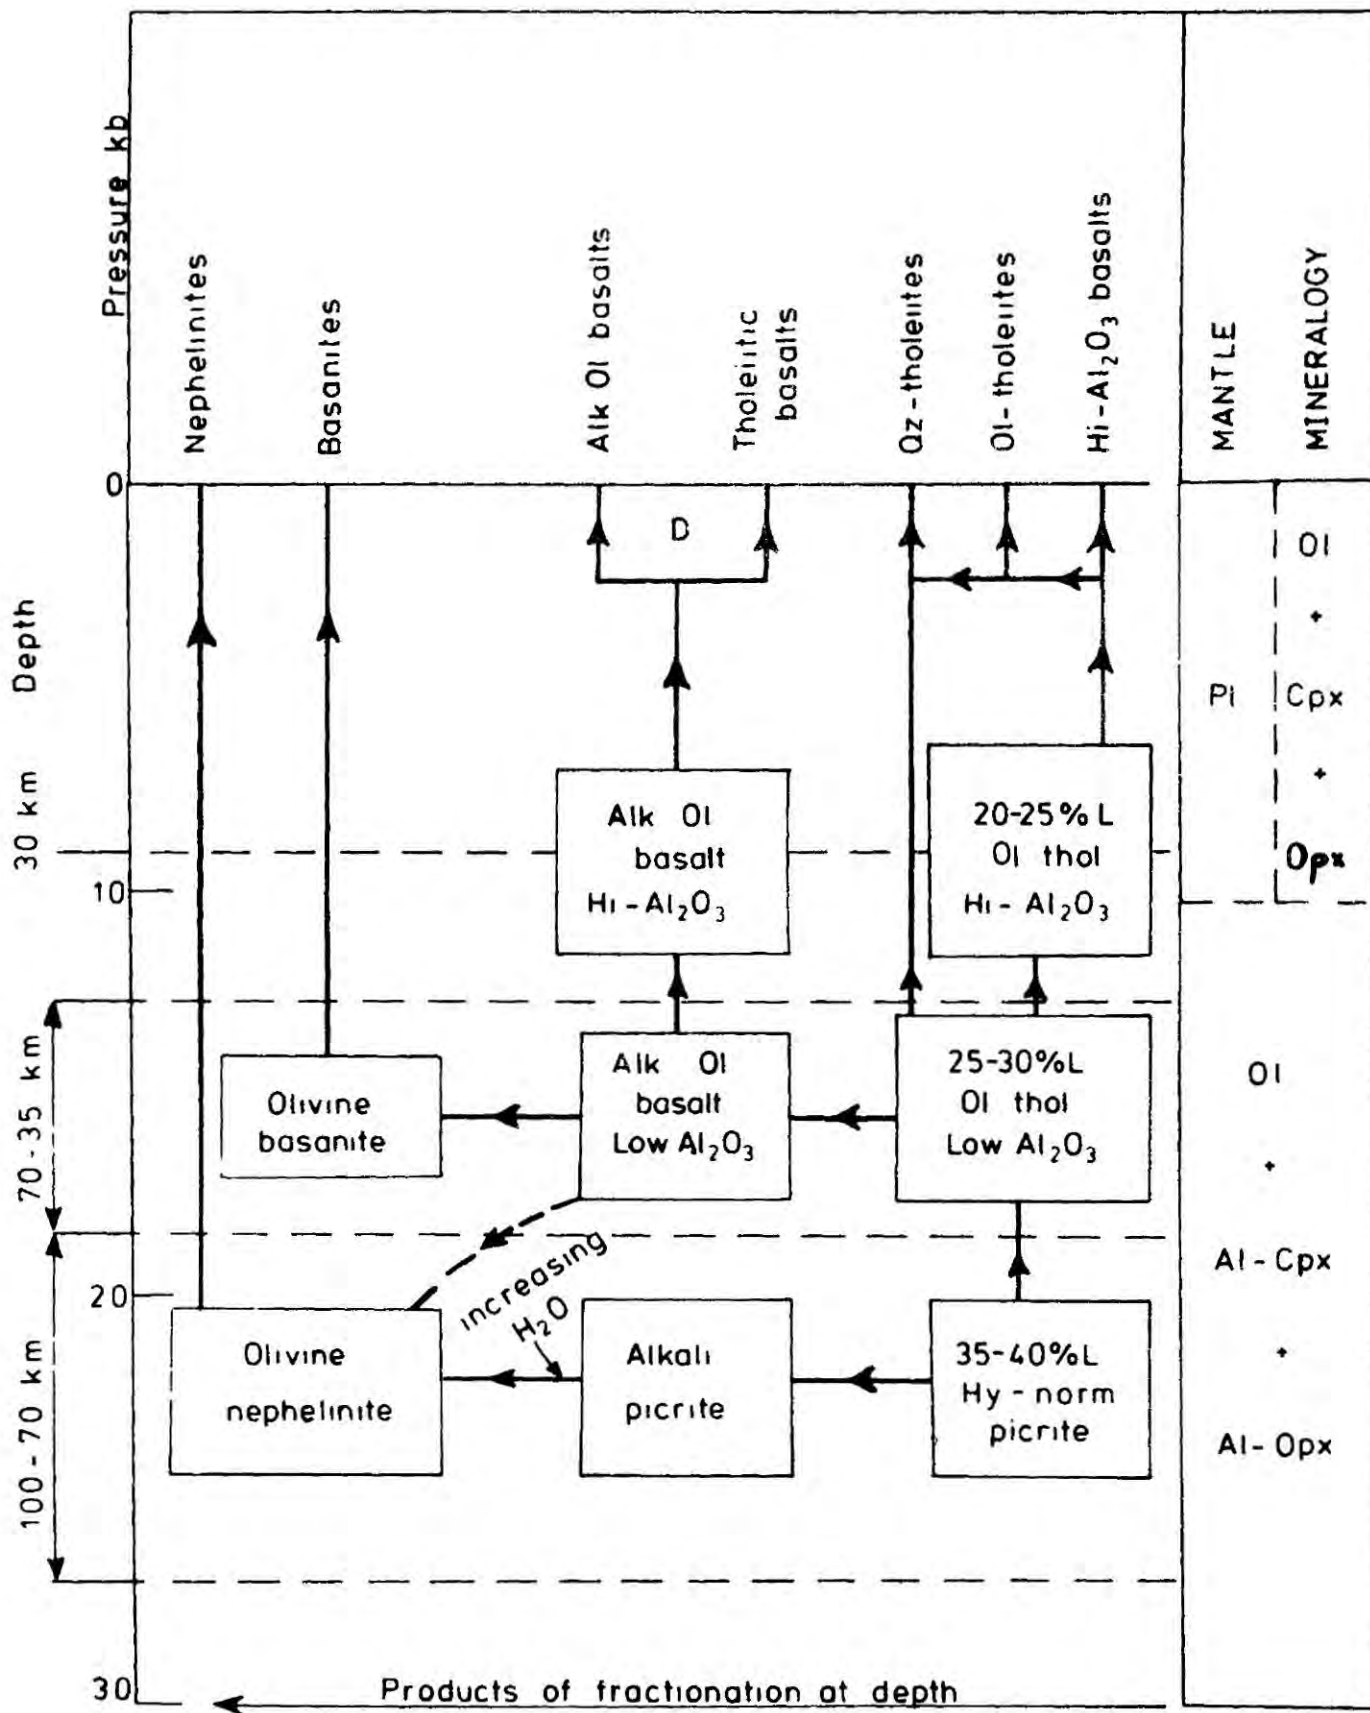 Pressure kb
Nephelinites
Basanites
Alk Ol basalts
Tholeiitic
basalts
Qz-tholeiites
Ol-tholeiites
Hi-Al₂O₃ basalts
MANTLE
MINERALOGY
0
D
Ol
+
Pl
Cpx
+
Opx
Depth
30 km
10
Alk Ol
basalt
Hi-Al₂O₃
20-25% L
Ol thol
Hi-Al₂O₃
70-35 km
Olivine
basanite
Alk Ol
basalt
Low Al₂O₃
25-30%L
Ol thol
Low Al₂O₃
Ol
+
Al-Cpx
+
Al-Opx
20
increasing
H₂O
100-70 km
Olivine
nephelinite
Alkali
picrite
35-40%L
Hy-norm
picrite
30
Products of fractionation at depth